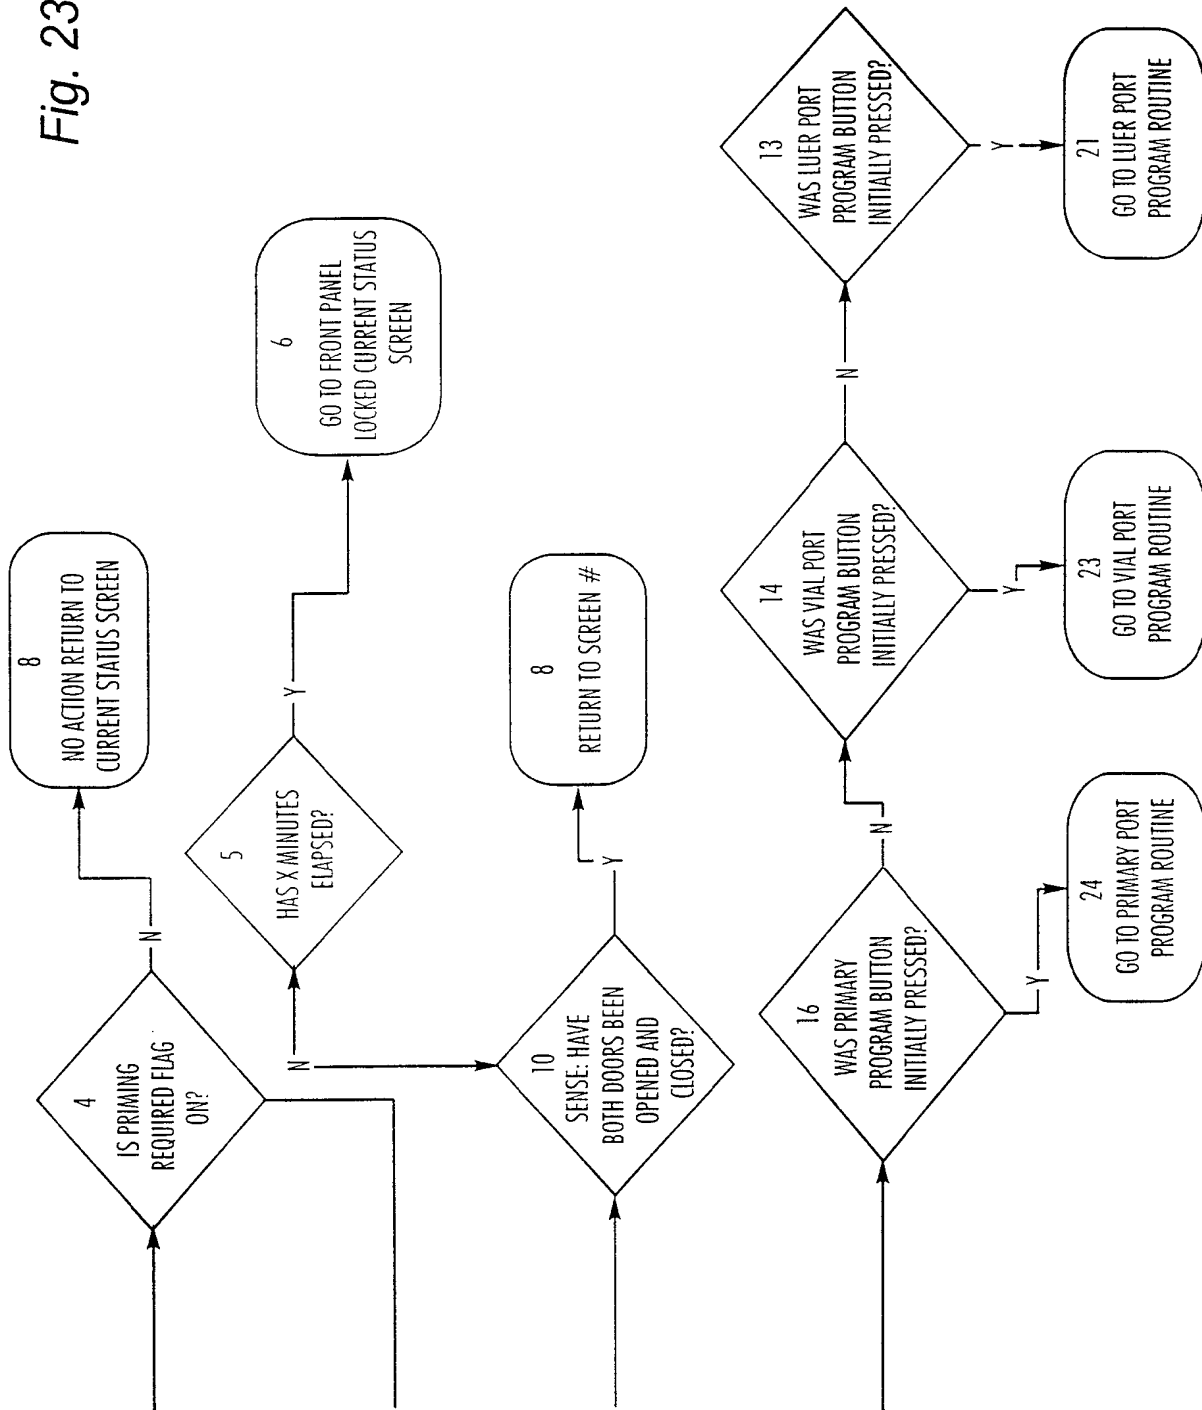 Fig. 23
4
IS PRIMING
REQUIRED FLAG
ON?
N
8
NO ACTION RETURN TO
CURRENT STATUS SCREEN
5
HAS X MINUTES
ELAPSED?
N
Y
6
GO TO FRONT PANEL
LOCKED CURRENT STATUS
SCREEN
10
SENSE: HAVE
BOTH DOORS BEEN
OPENED AND
CLOSED?
Y
8
RETURN TO SCREEN #
16
WAS PRIMARY
PROGRAM BUTTON
INITIALLY PRESSED?
N
Y
24
GO TO PRIMARY PORT
PROGRAM ROUTINE
14
WAS VIAL PORT
PROGRAM BUTTON
INITIALLY PRESSED?
N
Y
23
GO TO VIAL PORT
PROGRAM ROUTINE
13
WAS LUER PORT
PROGRAM BUTTON
INITIALLY PRESSED?
Y
21
GO TO LUER PORT
PROGRAM ROUTINE